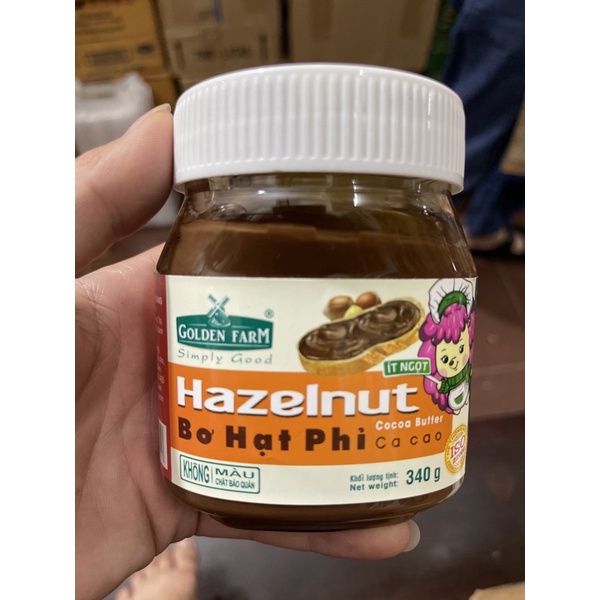 GOLDEN FARM®
Simply Good
ÍT NGỌT
Hazelnut
Cocoa Butter
Bơ Hạt Phỉ Ca cao
KHÔNG MÀU
CHẤT BẢO QUẢN
Khối lượng tịnh:
Net weight: 340 g
ISO